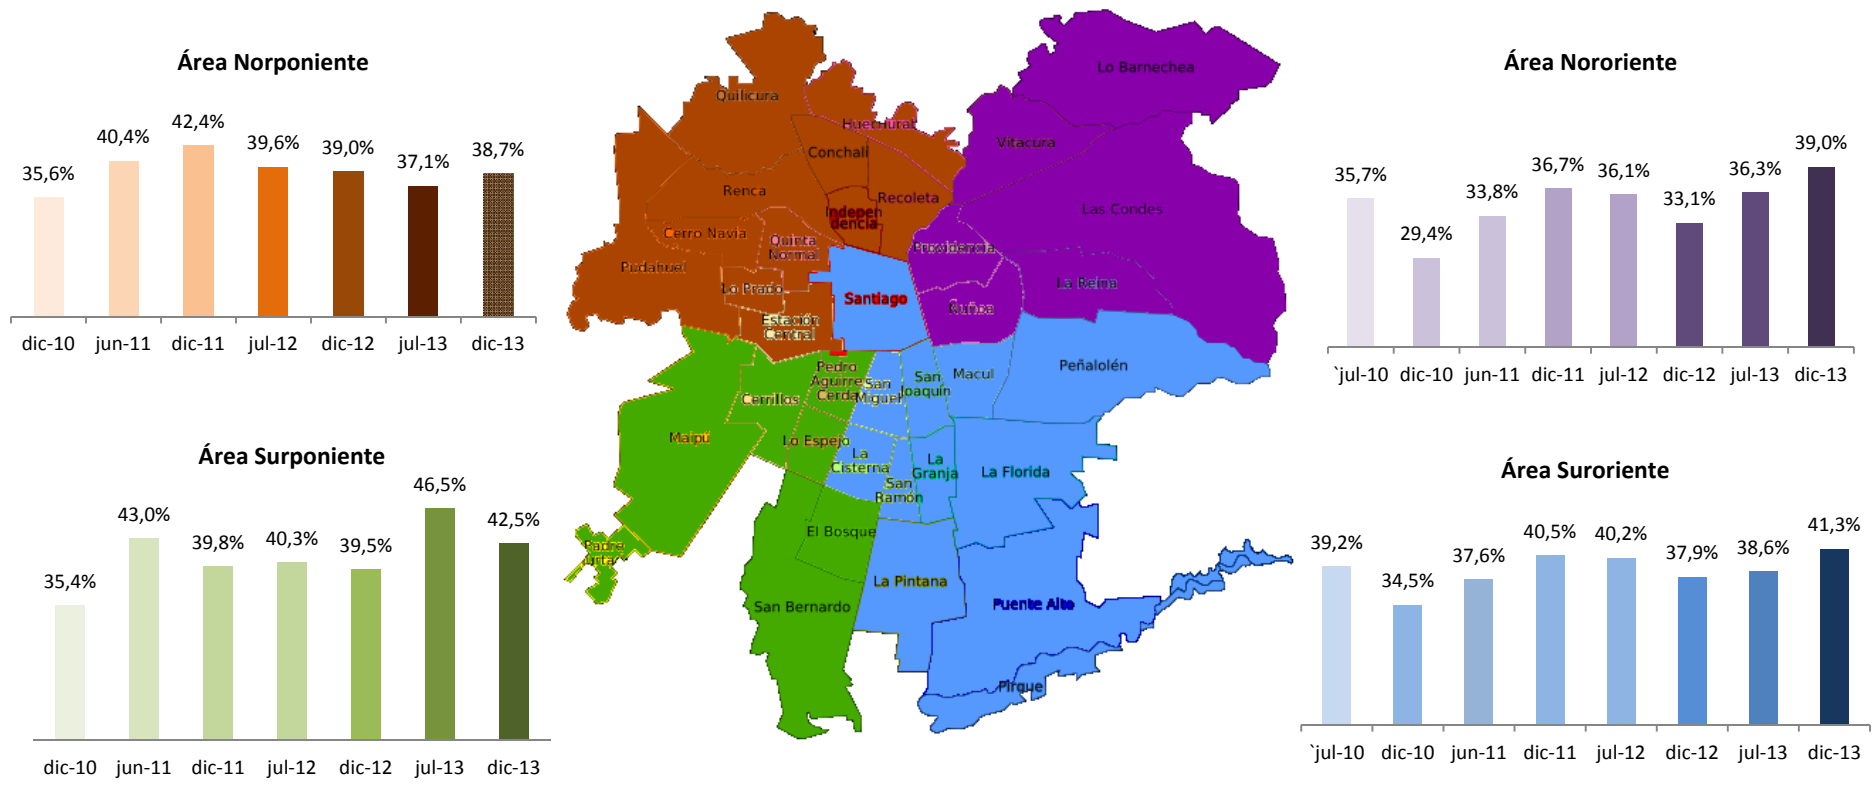 Área Norponiente
35,6%
40,4%
42,4%
39,6%
39,0%
37,1%
38,7%
dic-10 jun-11 dic-11 jul-12 dic-12 jul-13 dic-13
Área Surponiente
35,4%
43,0%
39,8%
40,3%
39,5%
46,5%
42,5%
dic-10 jun-11 dic-11 jul-12 dic-12 jul-13 dic-13
Lo Barnechea
Quilicura
Huechuraba
Vitacura
Conchalí
Renca
Recoleta
Indepen
dencia
Las Condes
Cerro Navia
Quinta
Normal
Providencia
Pudahuel
Lo Prado
La Reina
Santiago
Ñuñoa
Estación
Central
Pedro
Aguirre
Cerda
San
Miguel
San
Joaquín
Macul
Peñalolén
Cerrillos
Maipú
Lo Espejo
La
Cisterna
La
Granja
La Florida
San
Ramón
El Bosque
Padre
La Pintana
San Bernardo
Puente Alto
Pirque
Área Nororiente
35,7%
29,4%
33,8%
36,7%
36,1%
33,1%
36,3%
39,0%
`jul-10 dic-10 jun-11 dic-11 jul-12 dic-12 jul-13 dic-13
Área Suroriente
39,2%
34,5%
37,6%
40,5%
40,2%
37,9%
38,6%
41,3%
`jul-10 dic-10 jun-11 dic-11 jul-12 dic-12 jul-13 dic-13